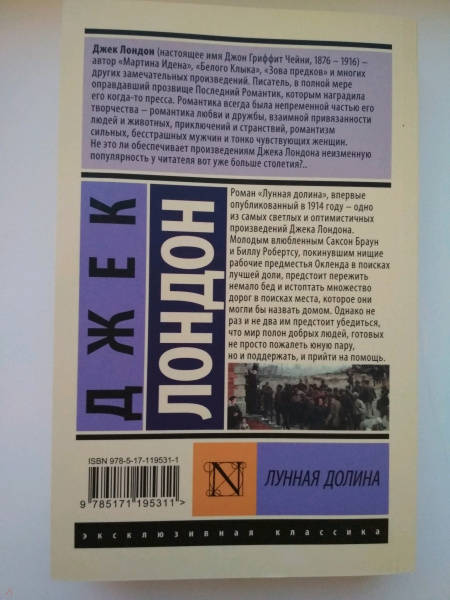 Джек Лондон (настоящее имя Джон Гриффит Чейни, 1876 – 1916) –
автор «Мартина Идена», «Белого Клыка», «Зова предков» и многих
других замечательных произведений. Писатель, в полной мере
оправдавший прозвище Последний Романтик, которым наградила
его когда-то пресса. Романтика всегда была непременной частью его
творчества – романтика любви и дружбы, взаимной привязанности
людей и животных, приключений и странствий, романтизм
сильных, бесстрашных мужчин и тонко чувствующих женщин.
Не это ли обеспечивает произведениям Джека Лондона неизменную
популярность у читателя вот уже больше столетия?..
ДЖЕК
ЛОНДОН
Роман «Лунная долина», впервые
опубликованный в 1914 году – одно
из самых светлых и оптимистичных
произведений Джека Лондона.
Молодым влюбленным Саксон Браун
и Биллу Робертсу, покинувшим нищие
рабочие предместья Окленда в поисках
лучшей доли, предстоит пережить
немало бед и истоптать множество
дорог в поисках места, которое они
могли бы назвать домом. Однако не
раз и не два им предстоит убедиться,
что мир полон добрых людей, готовых
не просто пожалеть юную пару,
но и поддержать, и прийти на помощь.
ISBN 978-5-17-119531-1
9 785171 195311 >
N
ЛУННАЯ ДОЛИНА
эксклюзивная классика